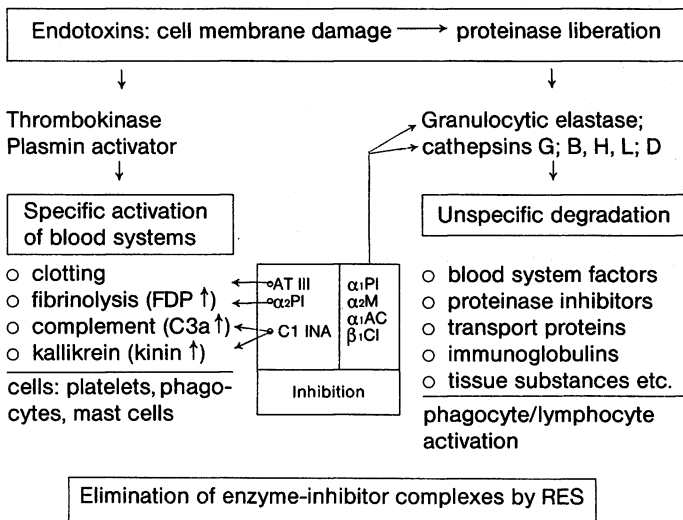 Endotoxins: cell membrane damage → proteinase liberation
Thrombokinase
Plasmin activator
Granulocytic elastase;
cathepsins G; B, H, L; D
Specific activation
of blood systems
Unspecific degradation
○ clotting
○ fibrinolysis (FDP ↑)
○ complement (C3a ↑)
○ kallikrein (kinin ↑)
cells: platelets, phago-
cytes, mast cells
AT III
α₂PI
C1 INA
α₁PI
α₂M
α₁AC
β₁CI
Inhibition
○ blood system factors
○ proteinase inhibitors
○ transport proteins
○ immunoglobulins
○ tissue substances etc.
phagocyte/lymphocyte
activation
Elimination of enzyme-inhibitor complexes by RES